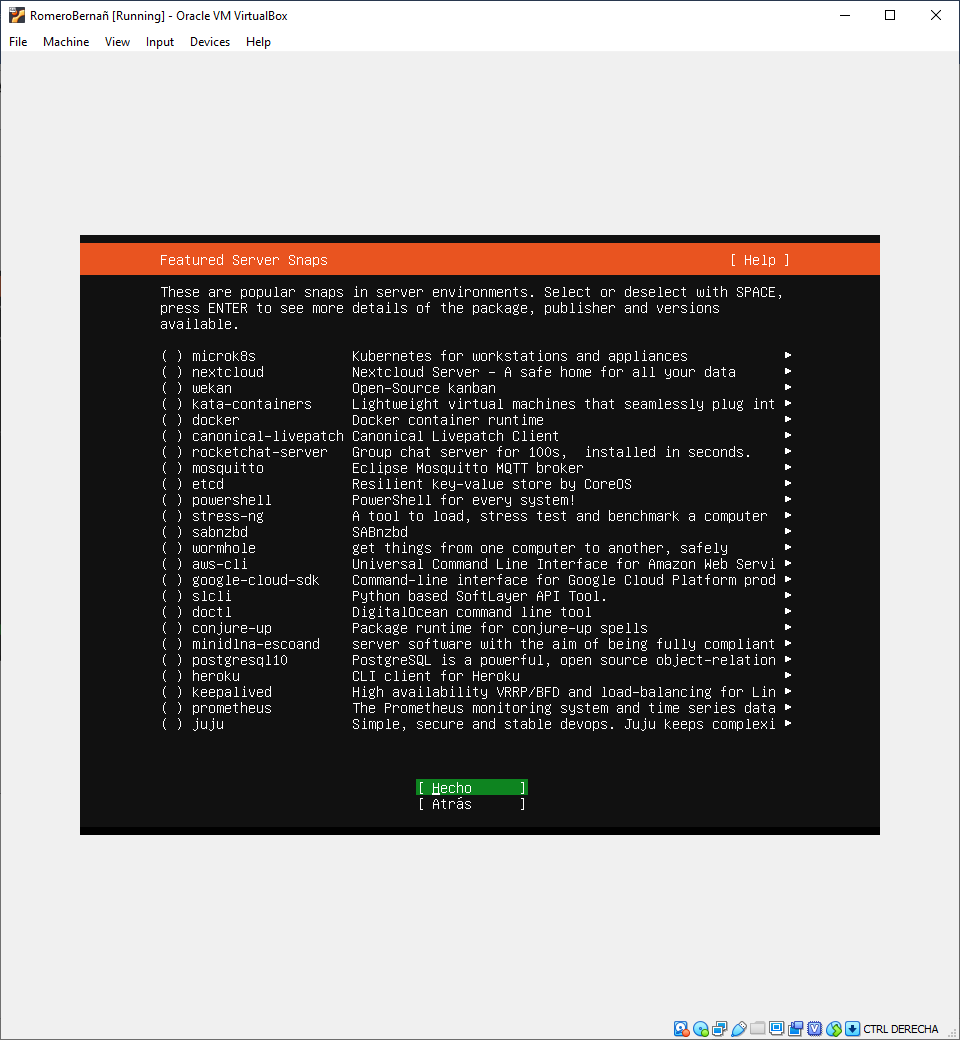 RomeroBernañ [Running] - Oracle VM VirtualBox
File Machine View Input Devices Help
Featured Server Snaps [ Help ]
These are popular snaps in server environments. Select or deselect with SPACE,
press ENTER to see more details of the package, publisher and versions
available.
( ) microk8s Kubernetes for workstations and appliances ▸
( ) nextcloud Nextcloud Server - A safe home for all your data ▸
( ) wekan Open-Source kanban ▸
( ) kata-containers Lightweight virtual machines that seamlessly plug int ▸
( ) docker Docker container runtime ▸
( ) canonical-livepatch Canonical Livepatch Client ▸
( ) rocketchat-server Group chat server for 100s,  installed in seconds. ▸
( ) mosquitto Eclipse Mosquitto MQTT broker ▸
( ) etcd Resilient key-value store by CoreOS ▸
( ) powershell PowerShell for every system! ▸
( ) stress-ng A tool to load, stress test and benchmark a computer ▸
( ) sabnzbd SABnzbd ▸
( ) wormhole get things from one computer to another, safely ▸
( ) aws-cli Universal Command Line Interface for Amazon Web Servi ▸
( ) google-cloud-sdk Command-line interface for Google Cloud Platform prod ▸
( ) slcli Python based SoftLayer API Tool. ▸
( ) doctl DigitalOcean command line tool ▸
( ) conjure-up Package runtime for conjure-up spells ▸
( ) minidlna-escoand server software with the aim of being fully compliant ▸
( ) postgresql10 PostgreSQL is a powerful, open source object-relation ▸
( ) heroku CLI client for Heroku ▸
( ) keepalived High availability VRRP/BFD and load-balancing for Lin ▸
( ) prometheus The Prometheus monitoring system and time series data ▸
( ) juju Simple, secure and stable devops. Juju keeps complexi ▸
[ Hecho ]
[ Atrás ]
CTRL DERECHA